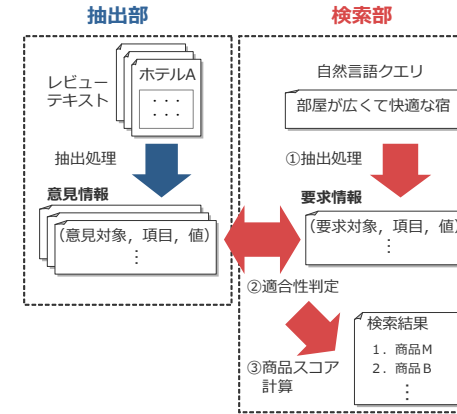 抽出部
レビュー
テキスト
ホテルA
・・・
・・・
抽出処理
意見情報
(意見対象，項目，値)
⋮
検索部
自然言語クエリ
部屋が広くて快適な宿
①抽出処理
要求情報
(要求対象，項目，値)
⋮
②適合性判定
③商品スコア
計算
検索結果
1. 商品M
2. 商品B
⋮